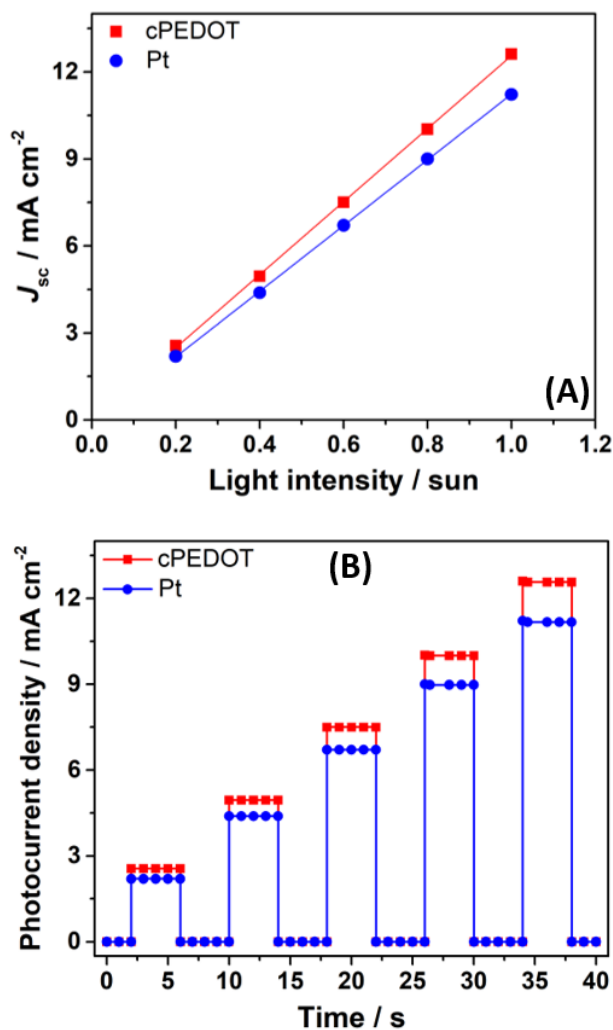 cPEDOT
Pt
12
9
6
3
0
J_sc / mA cm⁻²
(A)
0.0 0.2 0.4 0.6 0.8 1.0 1.2
Light intensity / sun
cPEDOT
Pt
(B)
12
9
6
3
0
Photocurrent density / mA cm⁻²
0 5 10 15 20 25 30 35 40
Time / s